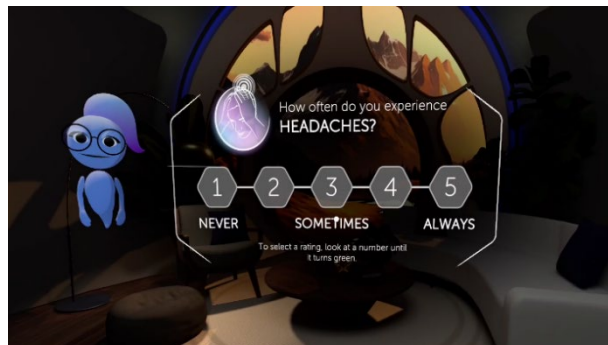 How often do you experience
HEADACHES?
1 2 3 4 5
NEVER SOMETIMES ALWAYS
To select a rating, look at a number until
it turns green.